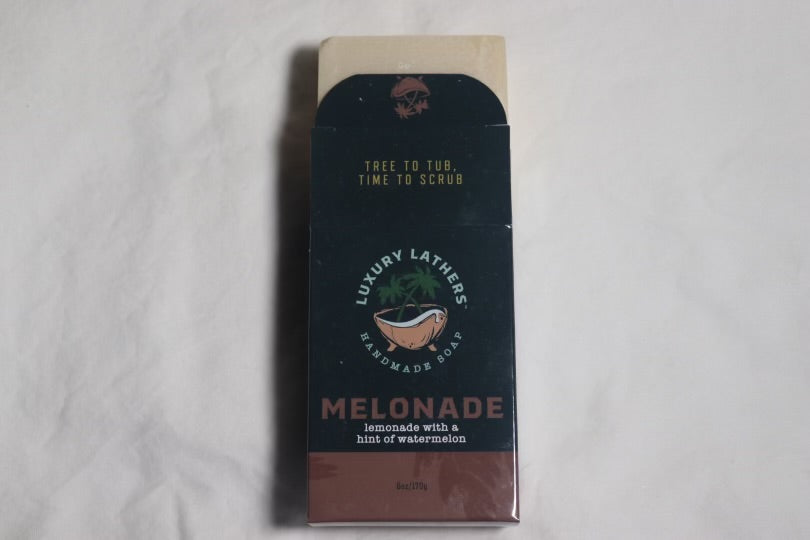 TREE TO TUB,
TIME TO SCRUB
LUXURY LATHERS
HANDMADE SOAP
MELONADE
lemonade with a
hint of watermelon
6oz/170g